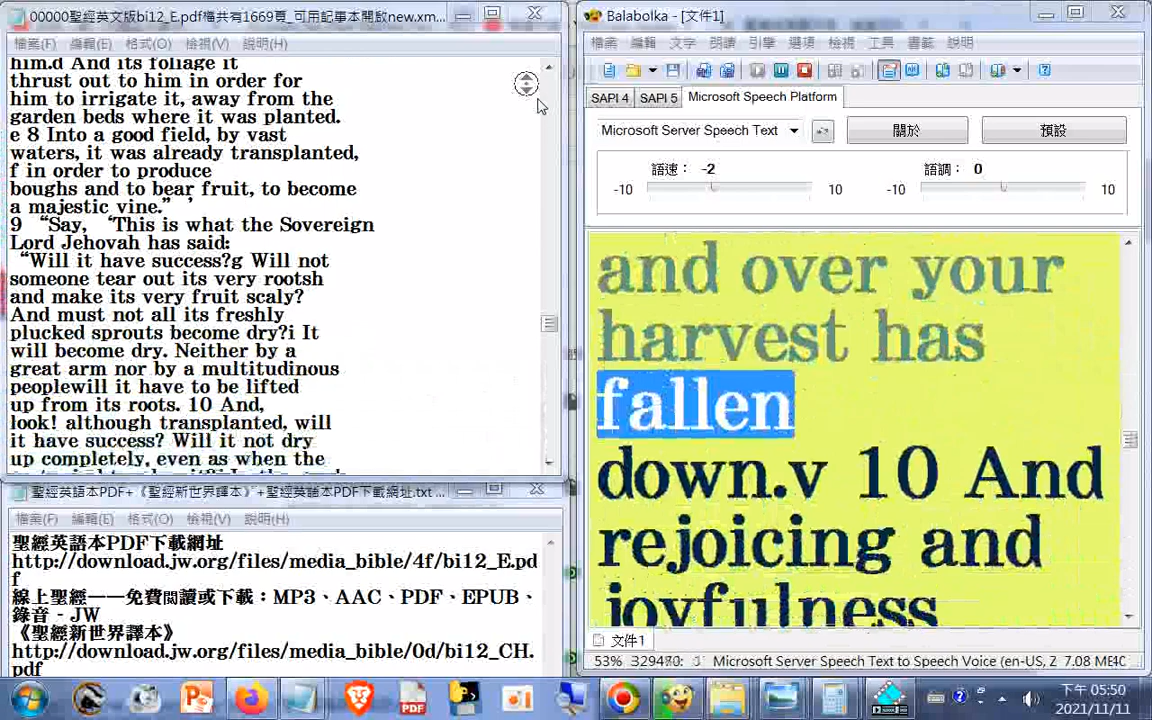 00000聖經英文版bi12_E.pdf檔共有1669頁_可用記事本開啟new.xm...
檔案(F) 編輯(E) 格式(O) 檢視(V) 說明(H)
him.d And its foliage it
thrust out to him in order for
him to irrigate it, away from the
garden beds where it was planted.
e 8 Into a good field, by vast
waters, it was already transplanted,
f in order to produce
boughs and to bear fruit, to become
a majestic vine.” ’
9 “Say, ‘This is what the Sovereign
Lord Jehovah has said:
“Will it have success?g Will not
someone tear out its very rootsh
and make its very fruit scaly?
And must not all its freshly
plucked sprouts become dry?i It
will become dry. Neither by a
great arm nor by a multitudinous
peoplewill it have to be lifted
up from its roots. 10 And,
look! although transplanted, will
it have success? Will it not dry
up completely, even as when the
聖經英語本PDF+《聖經新世界譯本》+聖經英語本PDF下載網址.txt ...
檔案(F) 編輯(E) 格式(O) 檢視(V) 說明(H)
聖經英語本PDF下載網址
http://download.jw.org/files/media_bible/4f/bi12_E.pd
f
線上聖經——免費閱讀或下載：MP3、AAC、PDF、EPUB、
錄音 - JW
《聖經新世界譯本》
http://download.jw.org/files/media_bible/0d/bi12_CH.
pdf
Balabolka - [文件1]
檔案 編輯 文字 朗讀 引擎 選項 檢視 工具 書籤 說明
SAPI 4 SAPI 5 Microsoft Speech Platform
Microsoft Server Speech Text 關於 預設
語速： -2 語調： 0
-10 10 -10 10
and over your
harvest has
fallen
down.v 10 And
rejoicing and
joyfulness
文件1
53% 329470: Microsoft Server Speech Text to Speech Voice (en-US, Z 7.08 ME
下午 05:50
2021/11/11